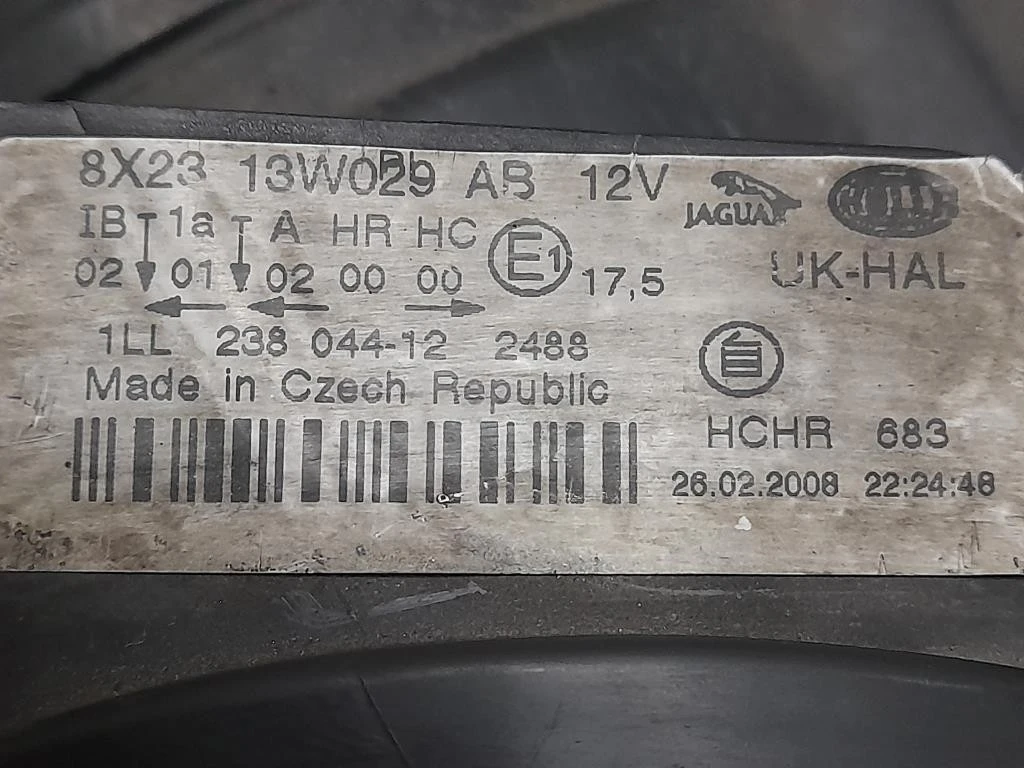 8X23 13W029 AB 12V
JAGUAR
HELLA
IB 1a A HR HC
02 01 02 00 00
E1
17,5
UK-HAL
1LL 238 044-12 2488
自
Made in Czech Republic
HCHR 683
26.02.2008 22:24:48